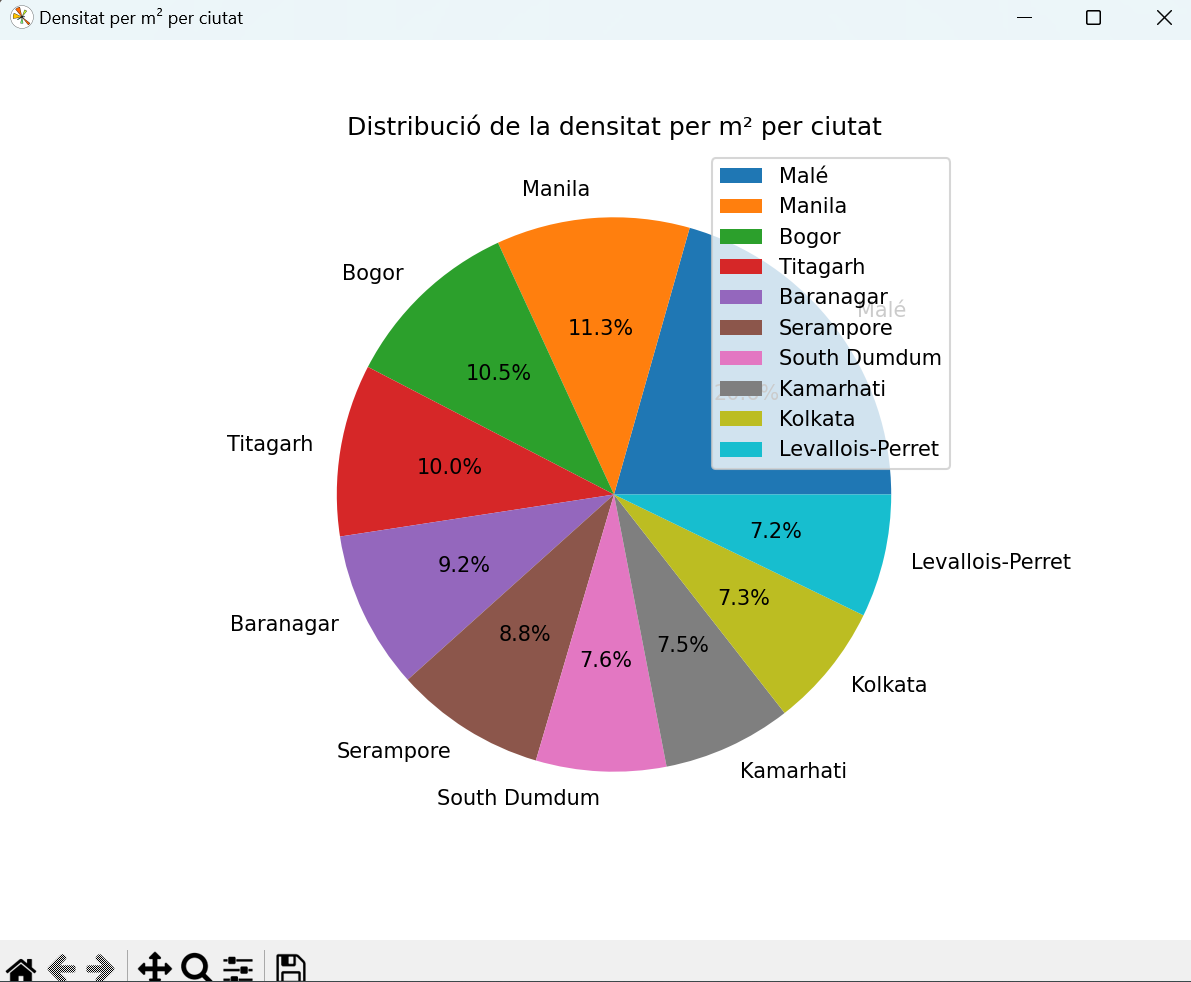 Densitat per m² per ciutat
Distribució de la densitat per m² per ciutat
Malé
Manila
Bogor
Titagarh
Baranagar
Serampore
South Dumdum
Kamarhati
Kolkata
Levallois-Perret
Manila
Bogor
Malé
11.3%
10.5%
Titagarh
10.0%
7.2%
Levallois-Perret
9.2%
7.3%
Baranagar
8.8%
7.5%
7.6%
Kolkata
Serampore
Kamarhati
South Dumdum